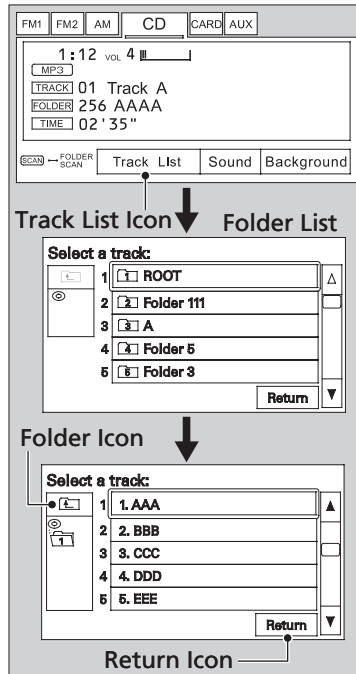 FM1 FM2 AM CD CARD AUX
1:12 VOL 4
MP3
TRACK 01 Track A
FOLDER 256 AAAA
TIME 02'35"
SCAN FOLDER SCAN Track LIst Sound Background
Track List Icon Folder List
Select a track:
1 1 ROOT
2 2 Folder 111
3 3 A
4 4 Folder 5
5 5 Folder 3
Return
Folder Icon
Select a track:
1 1. AAA
1 2 2. BBB
3 3. CCC
4 4. DDD
5 5. EEE
Return
Return Icon